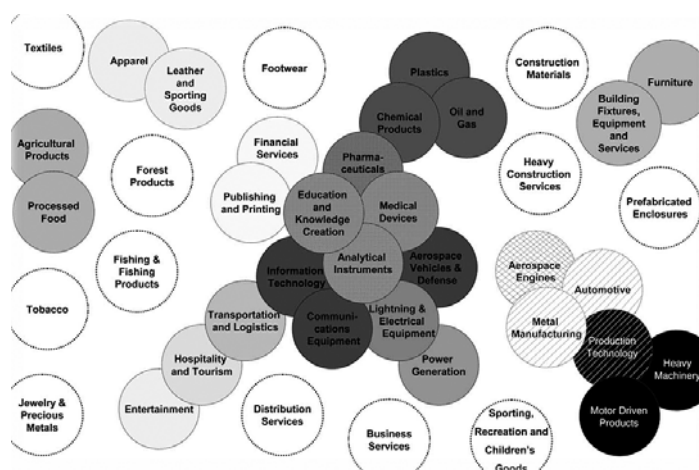 Textiles
Apparel
Leather
and
Sporting
Goods
Footwear
Plastics
Oil and
Gas
Chemical
Products
Construction
Materials
Furniture
Building
Fixtures,
Equipment
and
Services
Agricultural
Products
Processed
Food
Forest
Products
Financial
Services
Publishing
and Printing
Pharma-
ceuticals
Education and
Knowledge
Creation
Medical
Devices
Heavy
Construction
Services
Prefabricated
Enclosures
Fishing &
Fishing
Products
Tobacco
Information
Technology
Analytical
Instruments
Aerospace
Vehicles &
Defense
Aerospace
Engines
Automotive
Transportation
and Logistics
Communi-
cations
Equipment
Lightning &
Electrical
Equipment
Metal
Manufacturing
Production
Technology
Heavy
Machinery
Hospitality
and Tourism
Power
Generation
Jewelry &
Precious
Metals
Entertainment
Distribution
Services
Business
Services
Sporting,
Recreation and
Children's
Goods
Motor Driven
Products